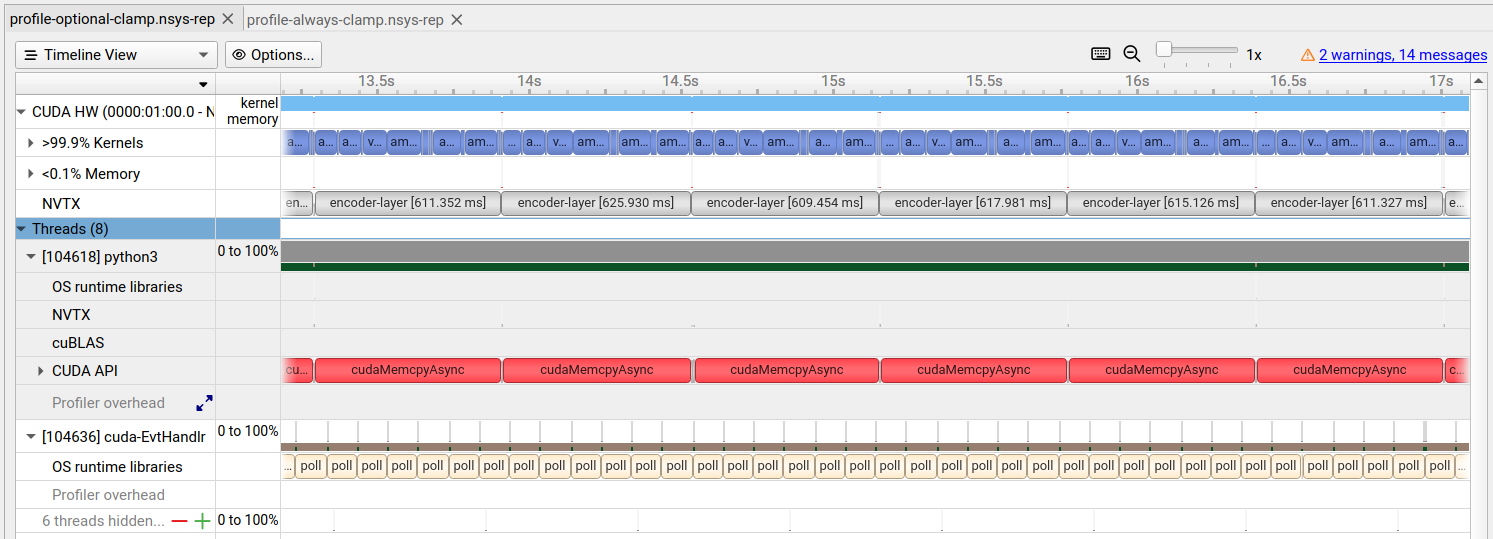 profile-optional-clamp.nsys-rep profile-always-clamp.nsys-rep
Timeline View Options... 1x 2 warnings, 14 messages
13.5s 14s 14.5s 15s 15.5s 16s 16.5s 17s
CUDA HW (0000:01:00.0 - N kernel
memory
>99.9% Kernels a... a... a... v... am... a... am... ... a... v... am... am... a... am... a... a... v... am... a... am... a... a... v... am... a... am... a... a... v... am... am... a... am... ... a... v... am... a... am... a...
<0.1% Memory
NVTX en... encoder-layer [611.352 ms] encoder-layer [625.930 ms] encoder-layer [609.454 ms] encoder-layer [617.981 ms] encoder-layer [615.126 ms] encoder-layer [611.327 ms] e...
Threads (8)
[104618] python3 0 to 100%
OS runtime libraries
NVTX
cuBLAS
CUDA API cu... cudaMemcpyAsync cudaMemcpyAsync cudaMemcpyAsync cudaMemcpyAsync cudaMemcpyAsync cudaMemcpyAsync c...
Profiler overhead
[104636] cuda-EvtHandlr 0 to 100%
OS runtime libraries ... poll poll poll poll poll poll poll poll poll poll poll poll poll poll poll poll poll poll poll poll poll poll poll poll poll poll poll poll poll poll poll poll poll poll poll poll poll poll ...
Profiler overhead
6 threads hidden... 0 to 100%